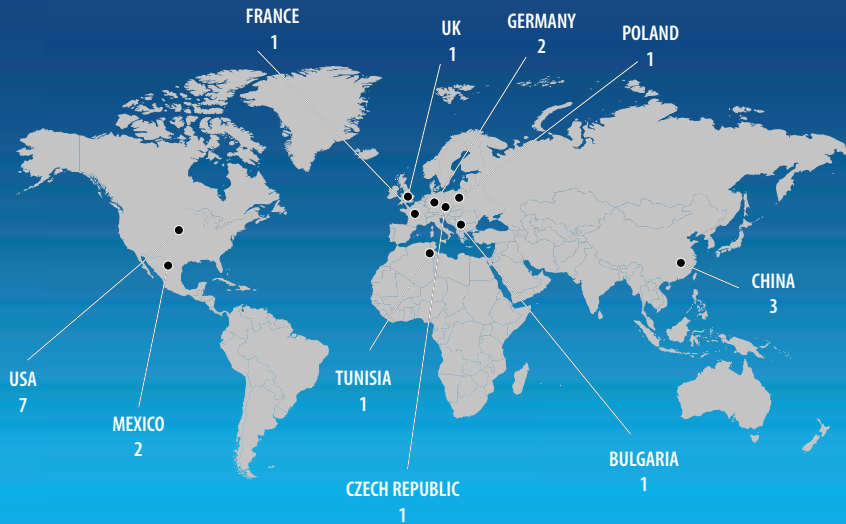 FRANCE
1
UK
1
GERMANY
2
POLAND
1
CHINA
3
USA
7
TUNISIA
1
MEXICO
2
BULGARIA
1
CZECH REPUBLIC
1